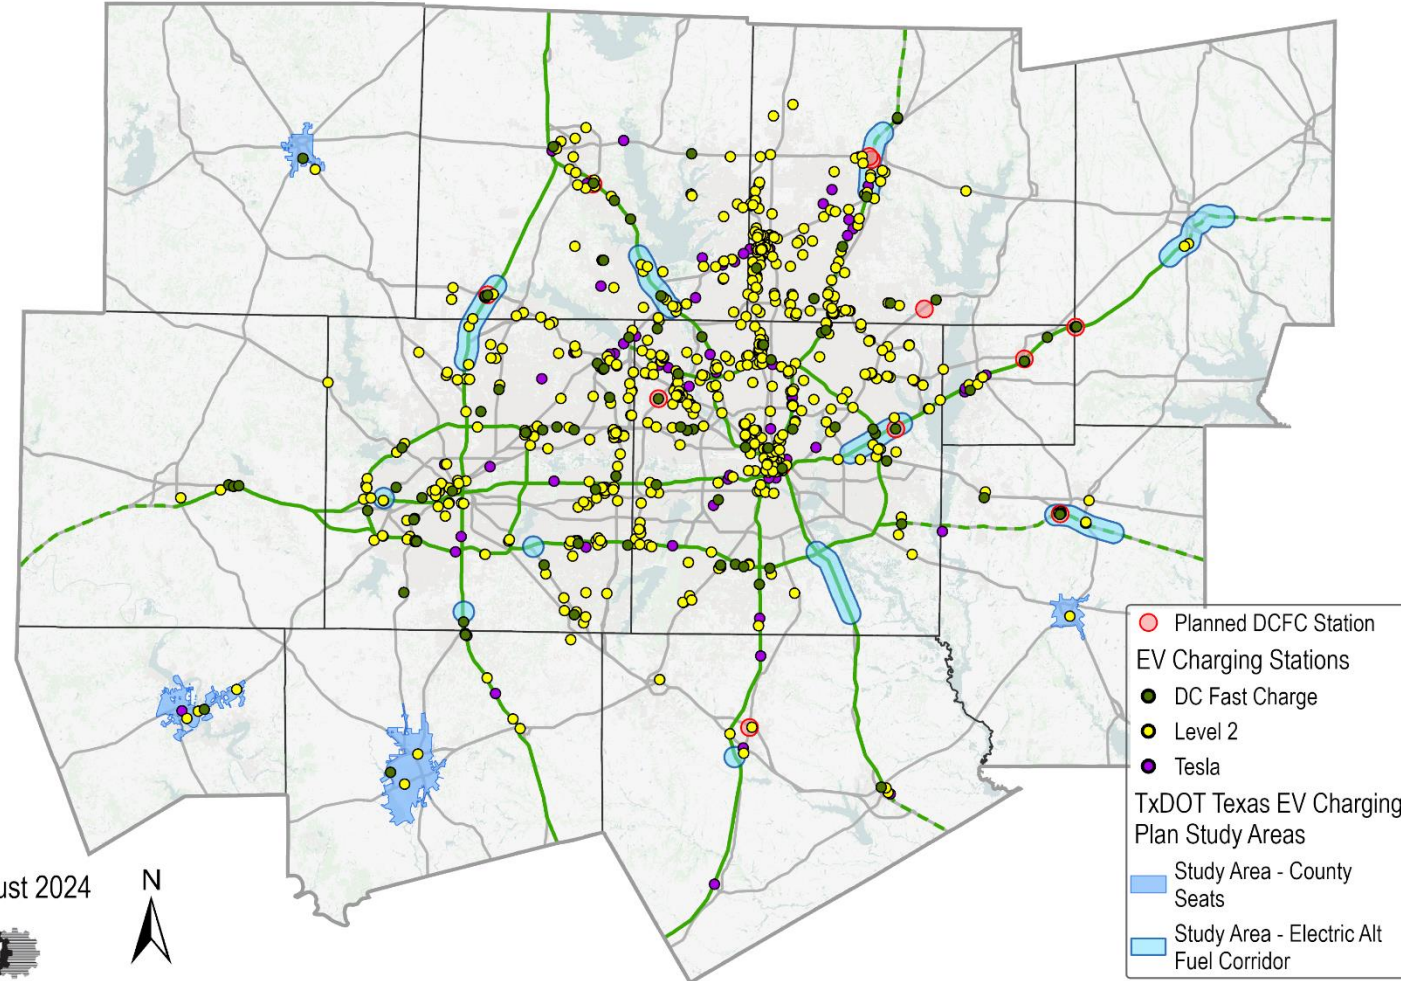 Planned DCFC Station
EV Charging Stations
DC Fast Charge
Level 2
Tesla
TxDOT Texas EV Charging
Plan Study Areas
Study Area - County
Seats
Study Area - Electric Alt
Fuel Corridor
ust 2024
N